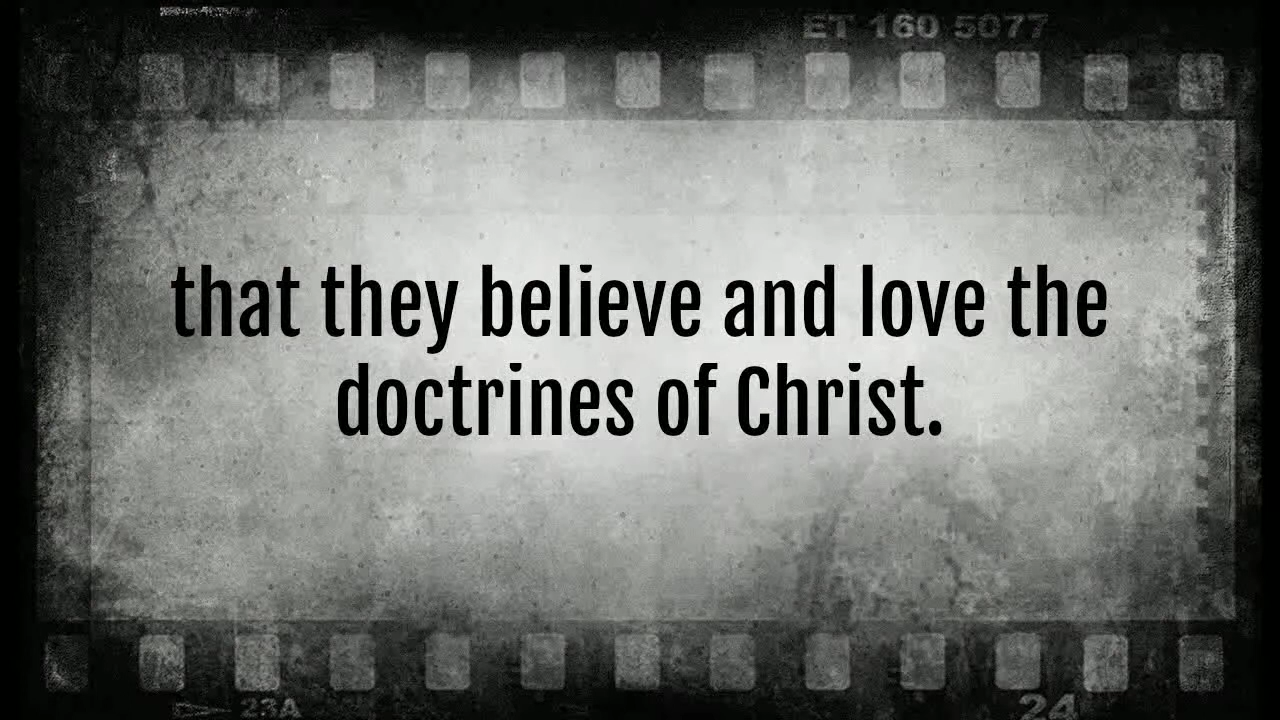 ET 160 5077
that they believe and love the
doctrines of Christ.
23A
24